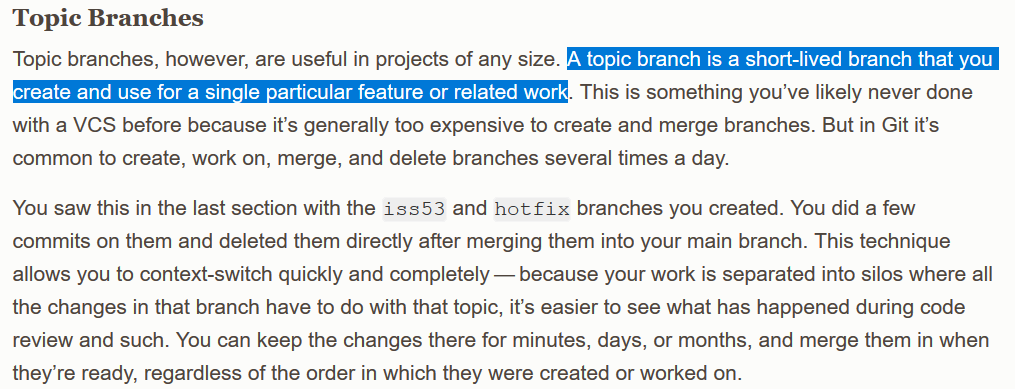 Topic Branches
Topic branches, however, are useful in projects of any size. A topic branch is a short-lived branch that you
create and use for a single particular feature or related work. This is something you’ve likely never done
with a VCS before because it’s generally too expensive to create and merge branches. But in Git it’s
common to create, work on, merge, and delete branches several times a day.
You saw this in the last section with the iss53 and hotfix branches you created. You did a few
commits on them and deleted them directly after merging them into your main branch. This technique
allows you to context-switch quickly and completely — because your work is separated into silos where all
the changes in that branch have to do with that topic, it’s easier to see what has happened during code
review and such. You can keep the changes there for minutes, days, or months, and merge them in when
they’re ready, regardless of the order in which they were created or worked on.